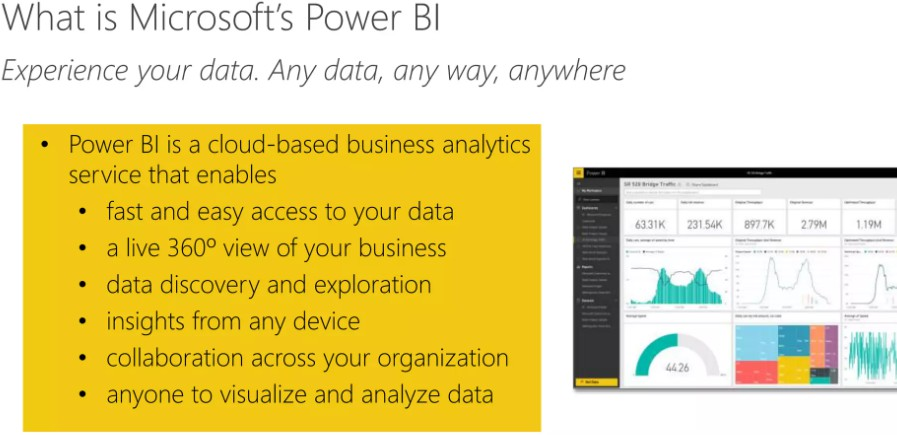 What is Microsoft's Power BI
Experience your data. Any data, any way, anywhere
• Power BI is a cloud-based business analytics
service that enables
• fast and easy access to your data
• a live 360º view of your business
• data discovery and exploration
• insights from any device
• collaboration across your organization
• anyone to visualize and analyze data
Power BI
SR 520 Bridge Traffic
63.31K
231.54K
897.7K
2.79M
1.19M
44.26